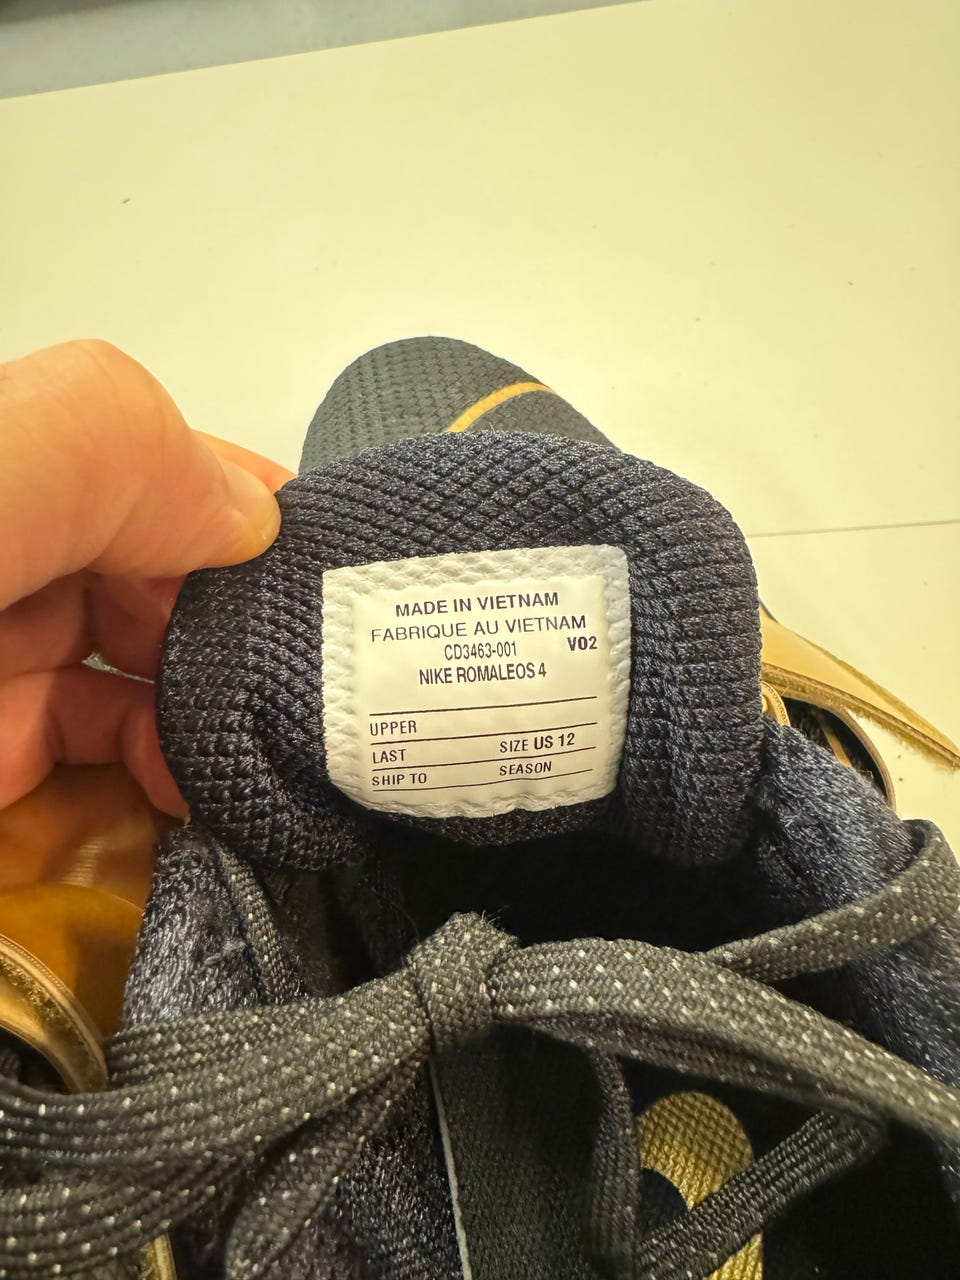 MADE IN VIETNAM
FABRIQUE AU VIETNAM
CD3463-001 V02
NIKE ROMALEOS 4
UPPER
LAST SIZE US 12
SHIP TO SEASON